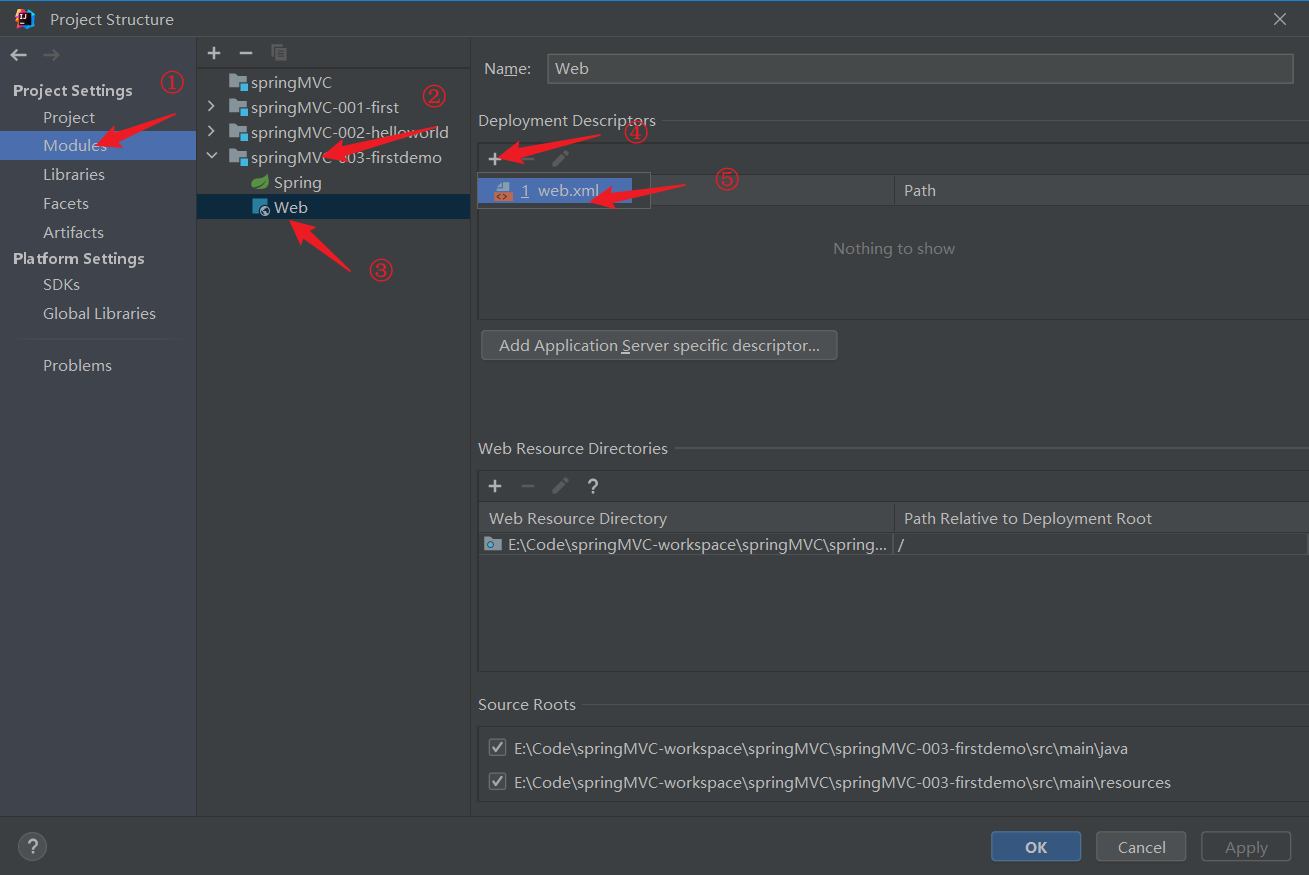 Project Structure
Project Settings
①
Project
Modules
Libraries
Facets
Artifacts
Platform Settings
SDKs
Global Libraries
Problems
springMVC
springMVC-001-first
②
springMVC-002-helloworld
springMVC-003-firstdemo
Spring
Web
③
Name: Web
Deployment Descriptors
④
1 web.xml
⑤
Path
Nothing to show
Add Application Server specific descriptor...
Web Resource Directories
?
Web Resource Directory Path Relative to Deployment Root
E:\Code\springMVC-workspace\springMVC\spring... /
Source Roots
E:\Code\springMVC-workspace\springMVC\springMVC-003-firstdemo\src\main\java
E:\Code\springMVC-workspace\springMVC\springMVC-003-firstdemo\src\main\resources
? OK Cancel Apply